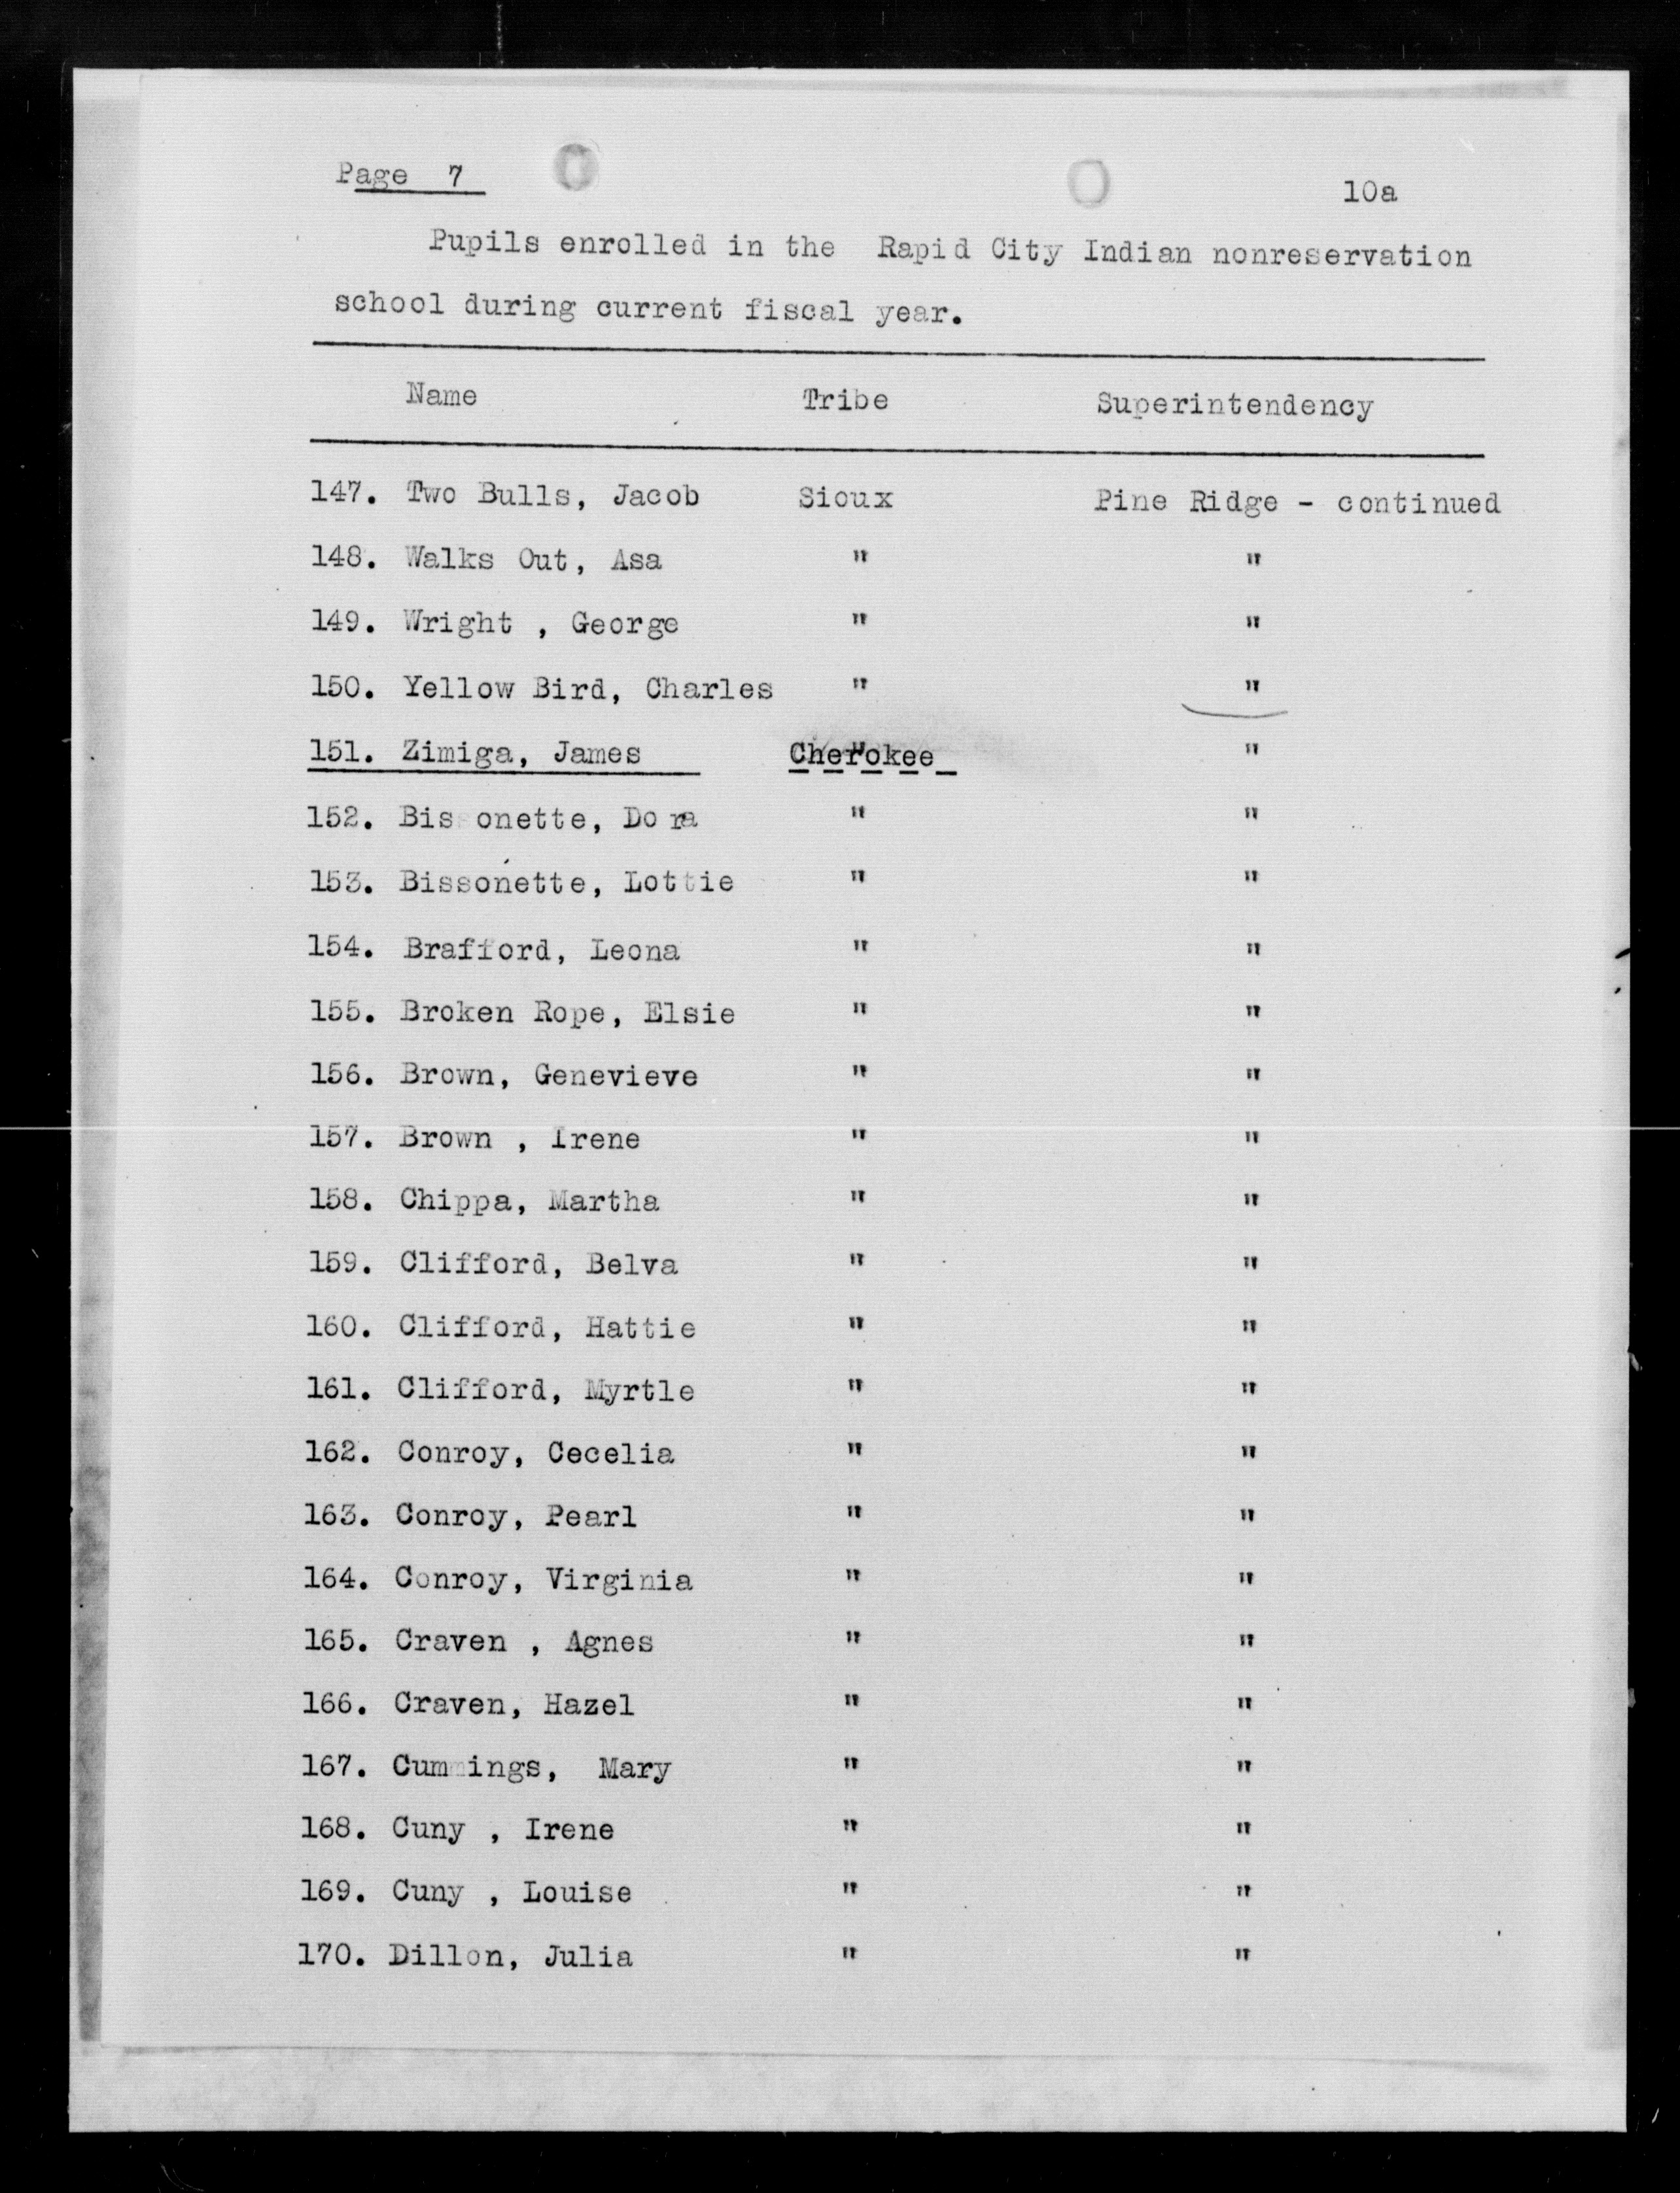 Page 7
10a
Pupils enrolled in the Rapid City Indian nonreservation
school during current fiscal year.
Name Tribe Superintendency
147. Two Bulls, Jacob Sioux Pine Ridge - continued
148. Walks Out, Asa " "
149. Wright , George " "
150. Yellow Bird, Charles " "
151. Zimiga, James Cherokee "
152. Bissonette, Dora " "
153. Bissonette, Lottie " "
154. Brafford, Leona " "
155. Broken Rope, Elsie " "
156. Brown, Genevieve " "
157. Brown , Irene " "
158. Chippa, Martha " "
159. Clifford, Belva " "
160. Clifford, Hattie " "
161. Clifford, Myrtle " "
162. Conroy, Cecelia " "
163. Conroy, Pearl " "
164. Conroy, Virginia " "
165. Craven , Agnes " "
166. Craven, Hazel " "
167. Cummings, Mary " "
168. Cuny , Irene " "
169. Cuny , Louise " "
170. Dillon, Julia " "